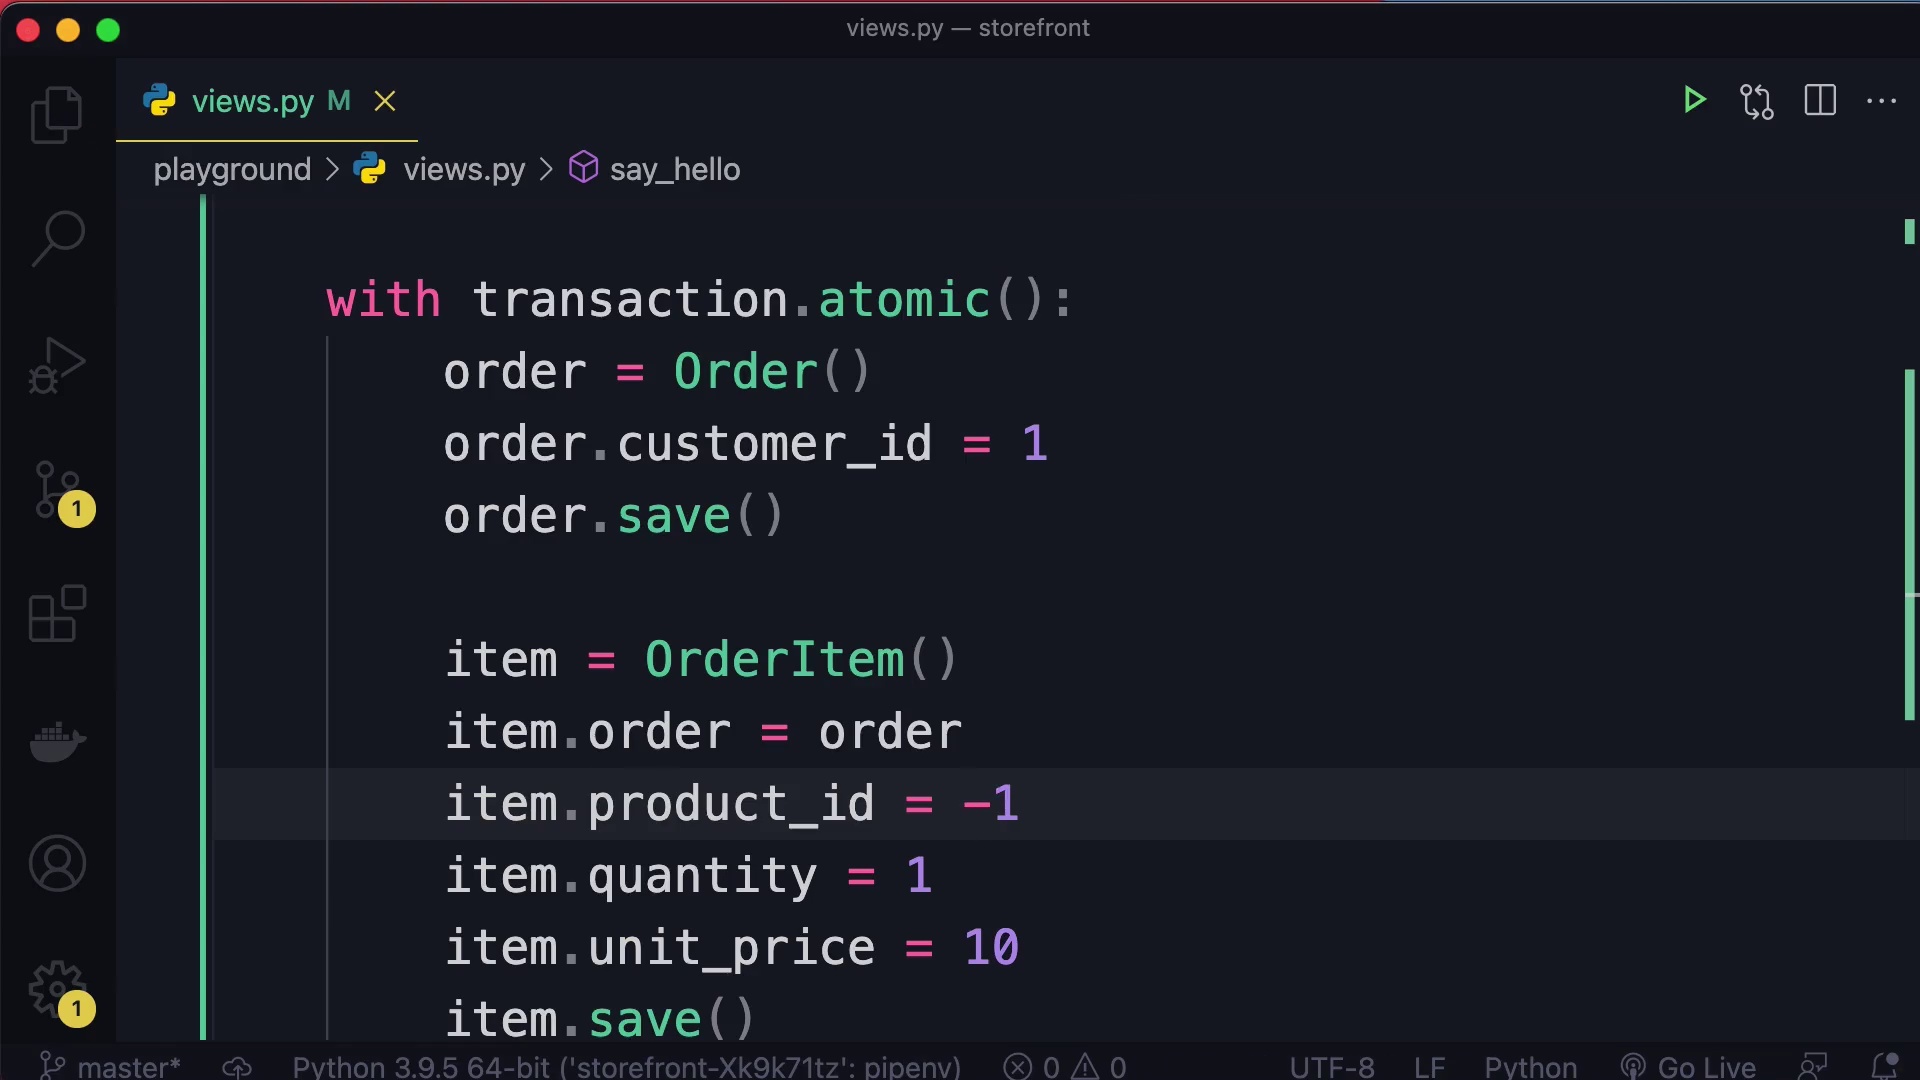 views.py — storefront
views.py M
playground > views.py > say_hello
with transaction.atomic():
order = Order()
order.customer_id = 1
order.save()
item = OrderItem()
item.order = order
item.product_id = -1
item.quantity = 1
item.unit_price = 10
item.save()
1
1
master* Python 3.9.5 64-bit ('storefront-Xk9k71tz': pipenv) 0 0 UTF-8 LF Python Go Live